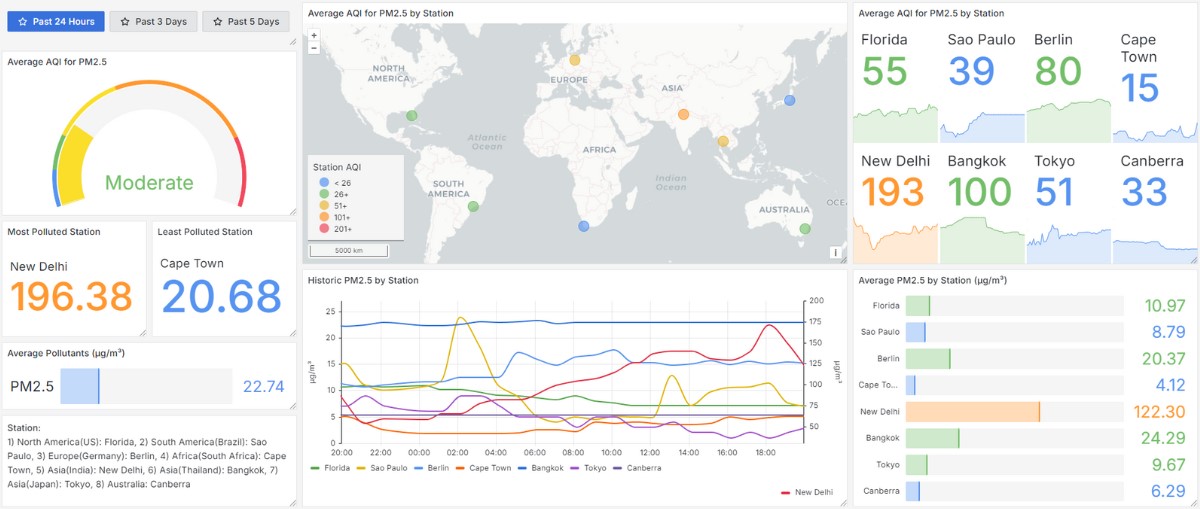 Past 24 Hours
Past 3 Days
Past 5 Days
Average AQI for PM2.5
Moderate
Most Polluted Station
New Delhi
196.38
Least Polluted Station
Cape Town
20.68
Average Pollutants (µg/m³)
PM2.5
22.74
Station:
1) North America(US): Florida, 2) South America(Brazil): Sao
Paulo, 3) Europe(Germany): Berlin, 4) Africa(South Africa): Cape
Town, 5) Asia(India): New Delhi, 6) Asia(Thailand): Bangkok, 7)
Asia(Japan): Tokyo, 8) Australia: Canberra
Average AQI for PM2.5 by Station
+
−
NORTH
AMERICA
EUROPE
ASIA
Atlantic
Ocean
AFRICA
SOUTH
AMERICA
Indian
Ocean
AUSTRALIA
OCE
Station AQI
< 26
26+
51+
101+
201+
5000 km
i
Historic PM2.5 by Station
25
20
15
10
5
0
µg/m³
200
175
150
125
100
75
50
µg/m³
20:00
22:00
00:00
02:00
04:00
06:00
08:00
10:00
12:00
14:00
16:00
18:00
Florida
Sao Paulo
Berlin
Cape Town
Bangkok
Tokyo
Canberra
New Delhi
Average AQI for PM2.5 by Station
Florida
55
Sao Paulo
39
Berlin
80
Cape
Town
15
New Delhi
193
Bangkok
100
Tokyo
51
Canberra
33
Average PM2.5 by Station (µg/m³)
Florida
10.97
Sao Paulo
8.79
Berlin
20.37
Cape To...
4.12
New Delhi
122.30
Bangkok
24.29
Tokyo
9.67
Canberra
6.29